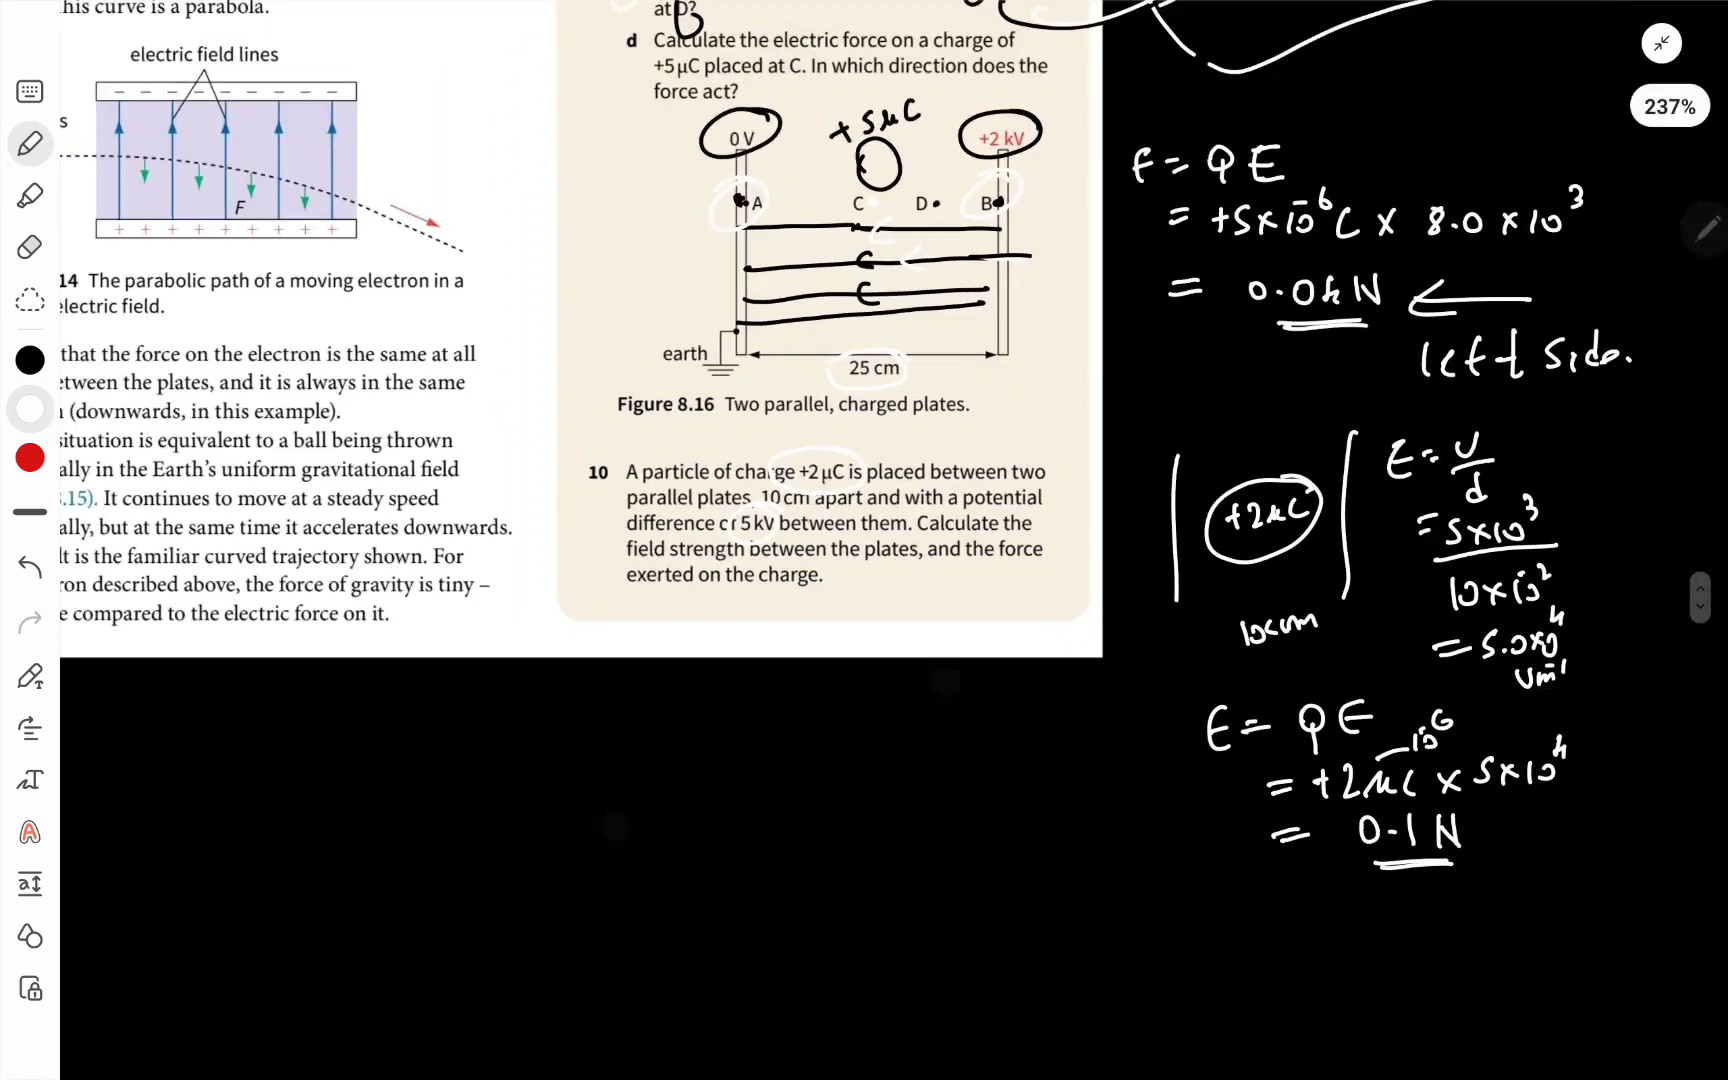 his curve is a parabola.
electric field lines
s
F
14 The parabolic path of a moving electron in a
electric field.
that the force on the electron is the same at all
etween the plates, and it is always in the same
(downwards, in this example).
situation is equivalent to a ball being thrown
ally in the Earth's uniform gravitational field
.15). It continues to move at a steady speed
ally, but at the same time it accelerates downwards.
lt is the familiar curved trajectory shown. For
ron described above, the force of gravity is tiny –
e compared to the electric force on it.
at D?
d Calculate the electric force on a charge of
+5 μC placed at C. In which direction does the
force act?
+5μC
0 V
+2 kV
A
C
D
B
earth
25 cm
Figure 8.16 Two parallel, charged plates.
10 A particle of charge +2 μC is placed between two
parallel plates 10 cm apart and with a potential
difference of 5 kV between them. Calculate the
field strength between the plates, and the force
exerted on the charge.
237%
F = QE
= +5×10⁻⁶C × 8.0×10³
= 0.04N ←
left side.
+2μC
10cm
E = V/d
= 5×10³
10×10⁻²
= 5.0×10⁴
Vm⁻¹
E = QE
10⁻⁶
= +2μC × 5×10⁴
= 0.1 N